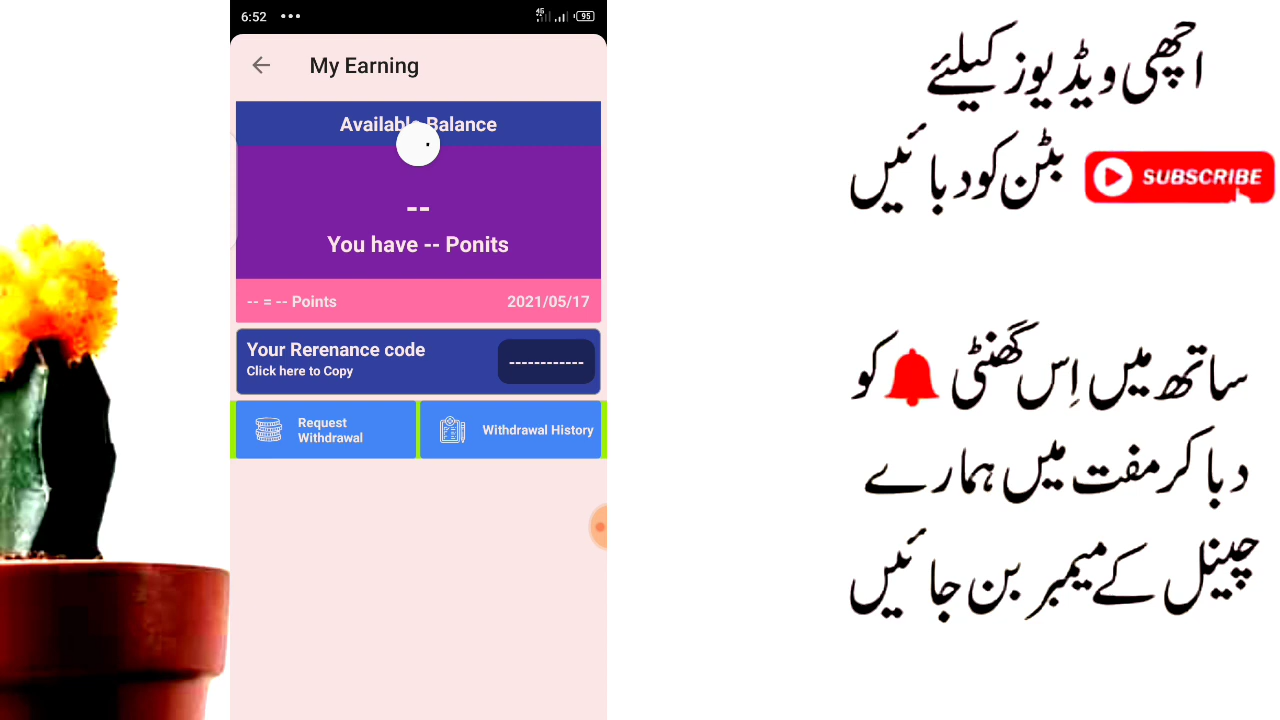 6:52
4G
95
My Earning
Available Balance
--
You have -- Ponits
-- = -- Points
2021/05/17
Your Rerenance code
Click here to Copy
------------
Request
Withdrawal
Withdrawal History
اچھی ویڈیوز کیلئے
SUBSCRIBE بٹن کو دبائیں
ساتھ میں اِس گھنٹی کو
دبا کر مفت میں ہمارے
چینل کے میمبر بن جائیں